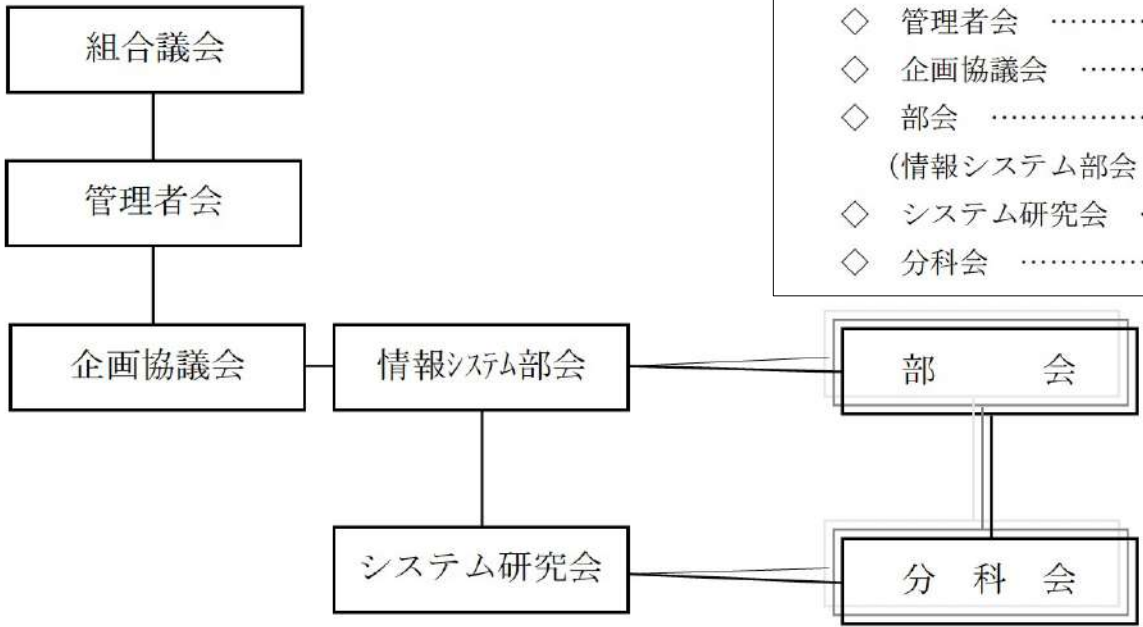 組合議会
管理者会
企画協議会
情報システム部会
部 会
システム研究会
分 科 会
◇ 管理者会 …………
◇ 企画協議会 ………
◇ 部会 ……………
(情報システム部会
◇ システム研究会 …
◇ 分科会 …………